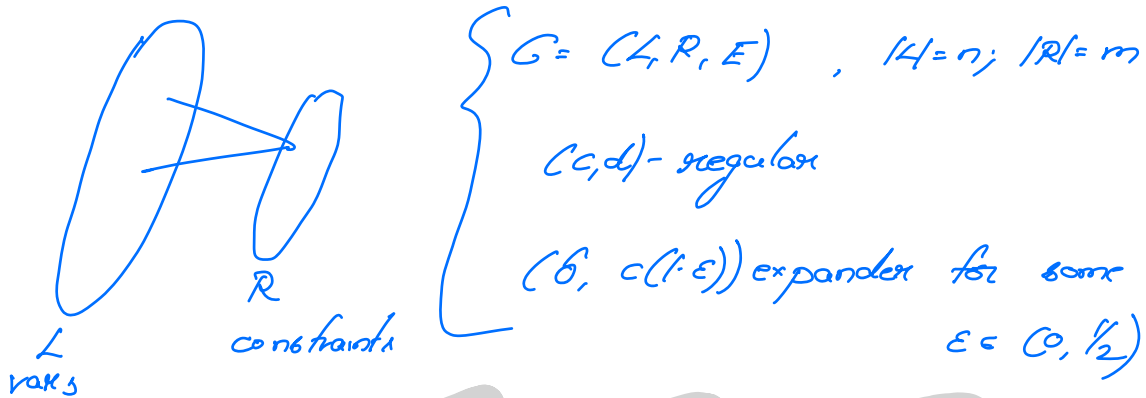 G = (L, R, E) , |L|=n; |R|=m
(c,d)-regular
(δ, c(1-ε)) expander for some
ε ∈ (0, 1/2)
R
constraints
L
vars